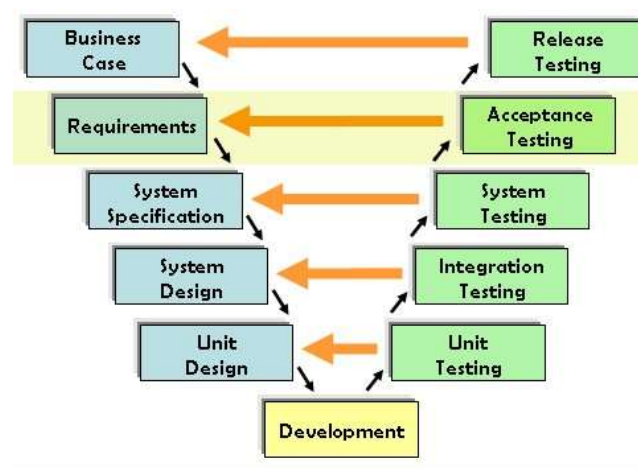 Business
Case
Release
Testing
Requirements
Acceptance
Testing
System
Specification
System
Testing
System
Design
Integration
Testing
Unit
Design
Unit
Testing
Development